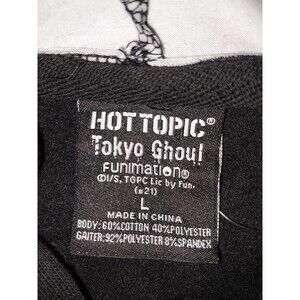 HOT TOPIC®
Tokyo Ghoul
FUNIMATION®
©I/S, TGPC Lic by Fun.
(s21)
L
MADE IN CHINA
BODY: 60%COTTON 40%POLYESTER
GAITER: 92%POLYESTER 8%SPANDEX